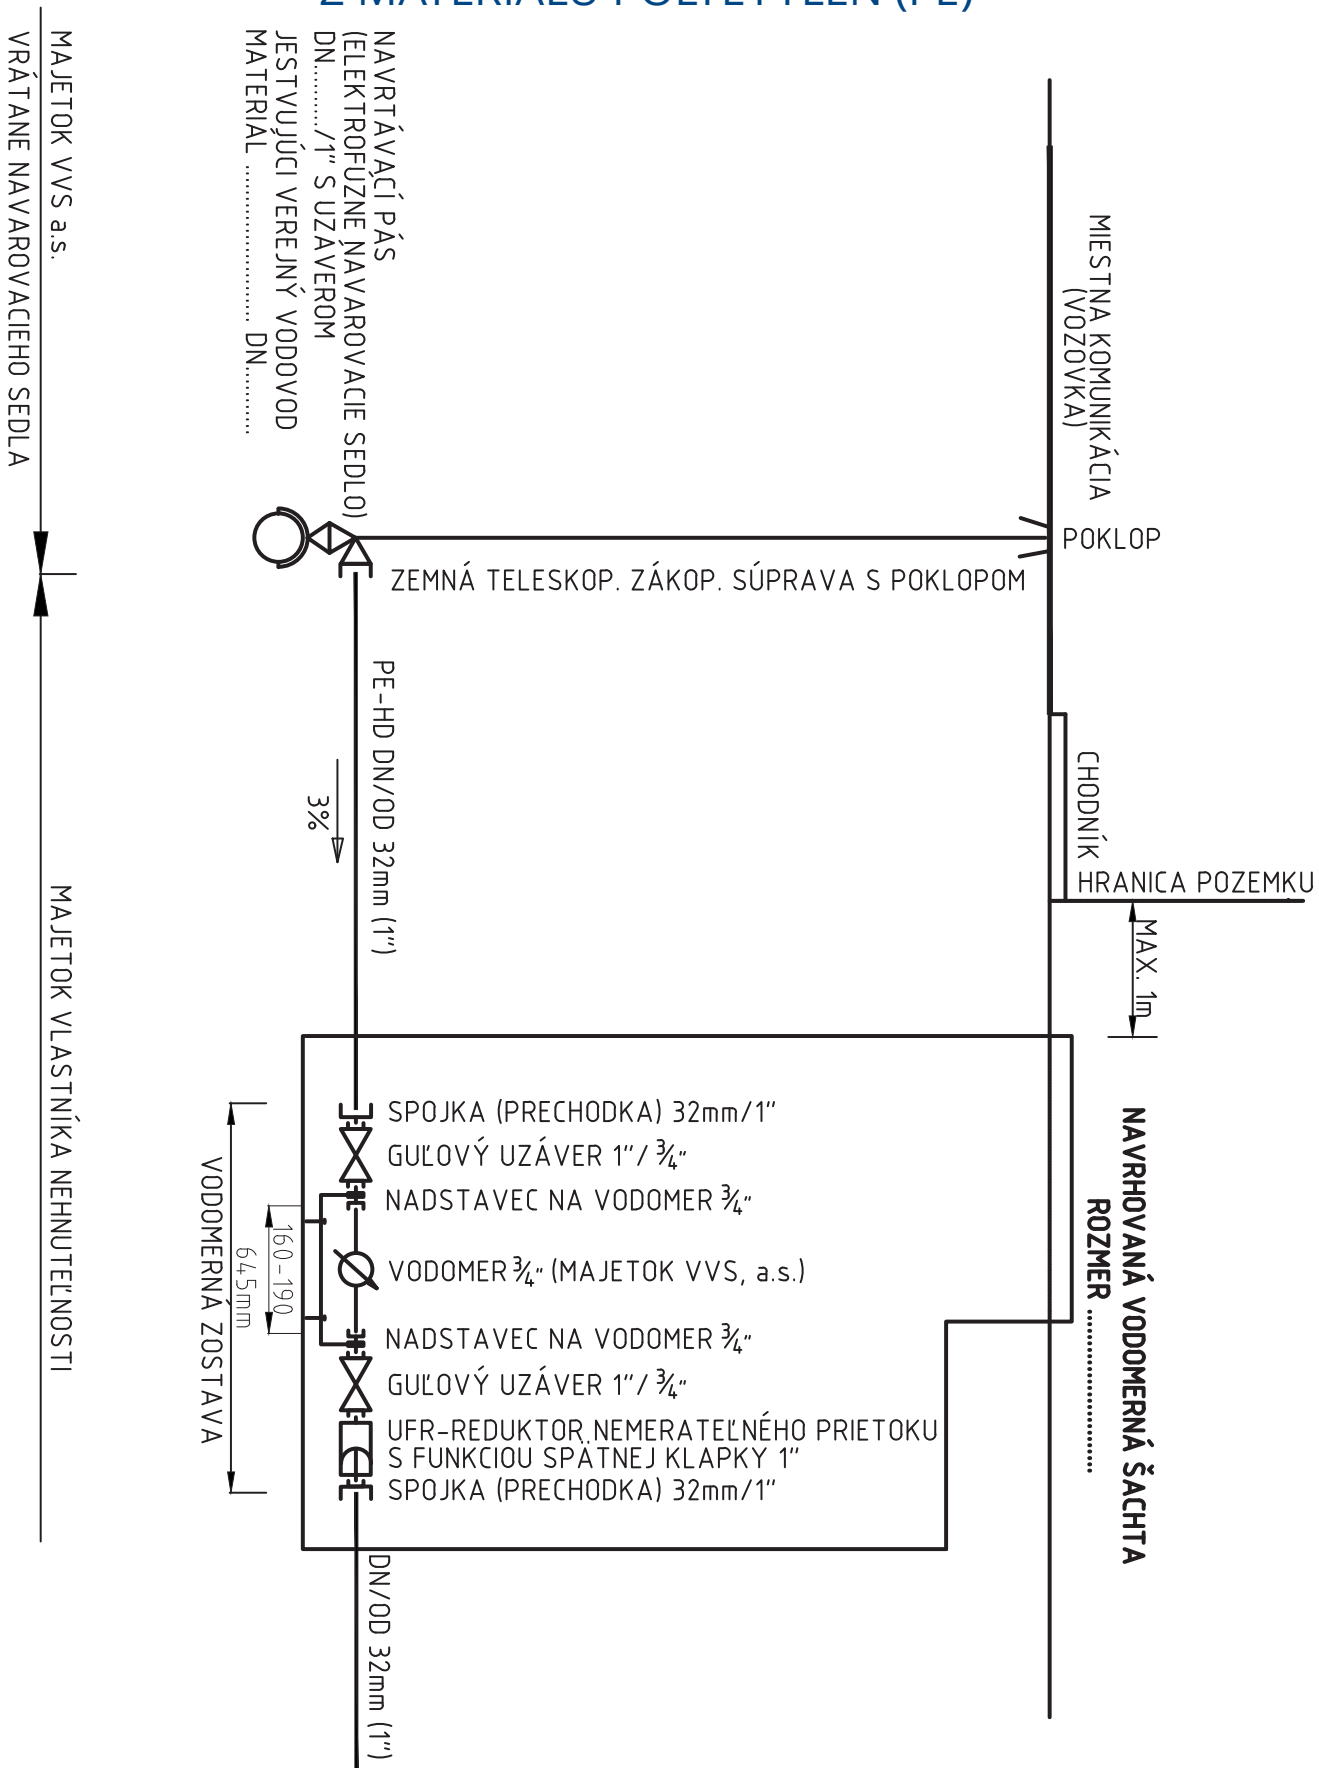 Z MATERIÁLU POLYETYLÉN (PE)
MIESTNA KOMUNIKÁCIA
(VOZOVKA)
POKLOP
CHODNÍK
HRANICA POZEMKU
MAX. 1m
NAVRHOVANÁ VODOMERNÁ ŠACHTA
ROZMER ........................
NAVRTÁVACÍ PÁS
(ELEKTROFÚZNE NAVAROVACIE SEDLO)
DN........./1" S UZÁVEROM
JESTVUJÚCI VEREJNÝ VODOVOD
MATERIÁL ........................ DN...........
ZEMNÁ TELESKOP. ZÁKOP. SÚPRAVA S POKLOPOM
PE-HD DN/OD 32mm (1")
3%
SPOJKA (PRECHODKA) 32mm/1"
GUĽOVÝ UZÁVER 1"/ ¾"
NADSTAVEC NA VODOMER ¾"
VODOMER ¾" (MAJETOK VVS, a.s.)
NADSTAVEC NA VODOMER ¾"
GUĽOVÝ UZÁVER 1"/ ¾"
UFR-REDUKTOR NEMERATEĽNÉHO PRIETOKU
S FUNKCIOU SPÄTNEJ KLAPKY 1"
SPOJKA (PRECHODKA) 32mm/1"
DN/OD 32mm (1")
160-190
645mm
VODOMERNÁ ZOSTAVA
MAJETOK VVS a.s.
VRÁTANE NAVAROVACIEHO SEDLA
MAJETOK VLASTNÍKA NEHNUTEĽNOSTI